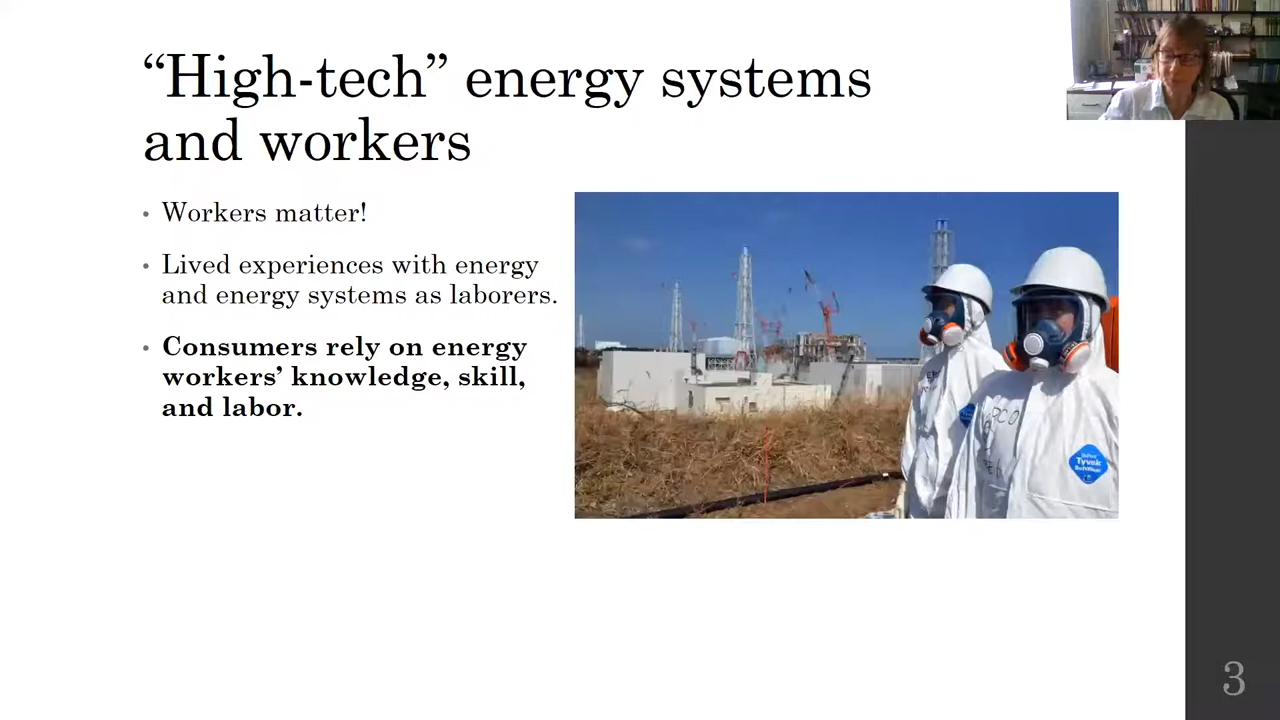 “High-tech” energy systems
and workers
• Workers matter!
• Lived experiences with energy
and energy systems as laborers.
• Consumers rely on energy
workers’ knowledge, skill,
and labor.
Tyvek
3